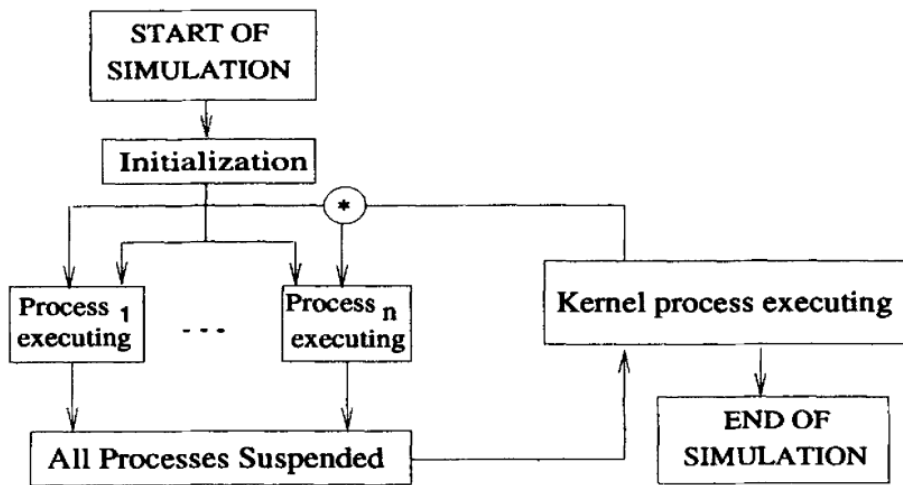 START OF
SIMULATION
Initialization
*
Process 1
executing
- - -
Process n
executing
Kernel process executing
All Processes Suspended
END OF
SIMULATION